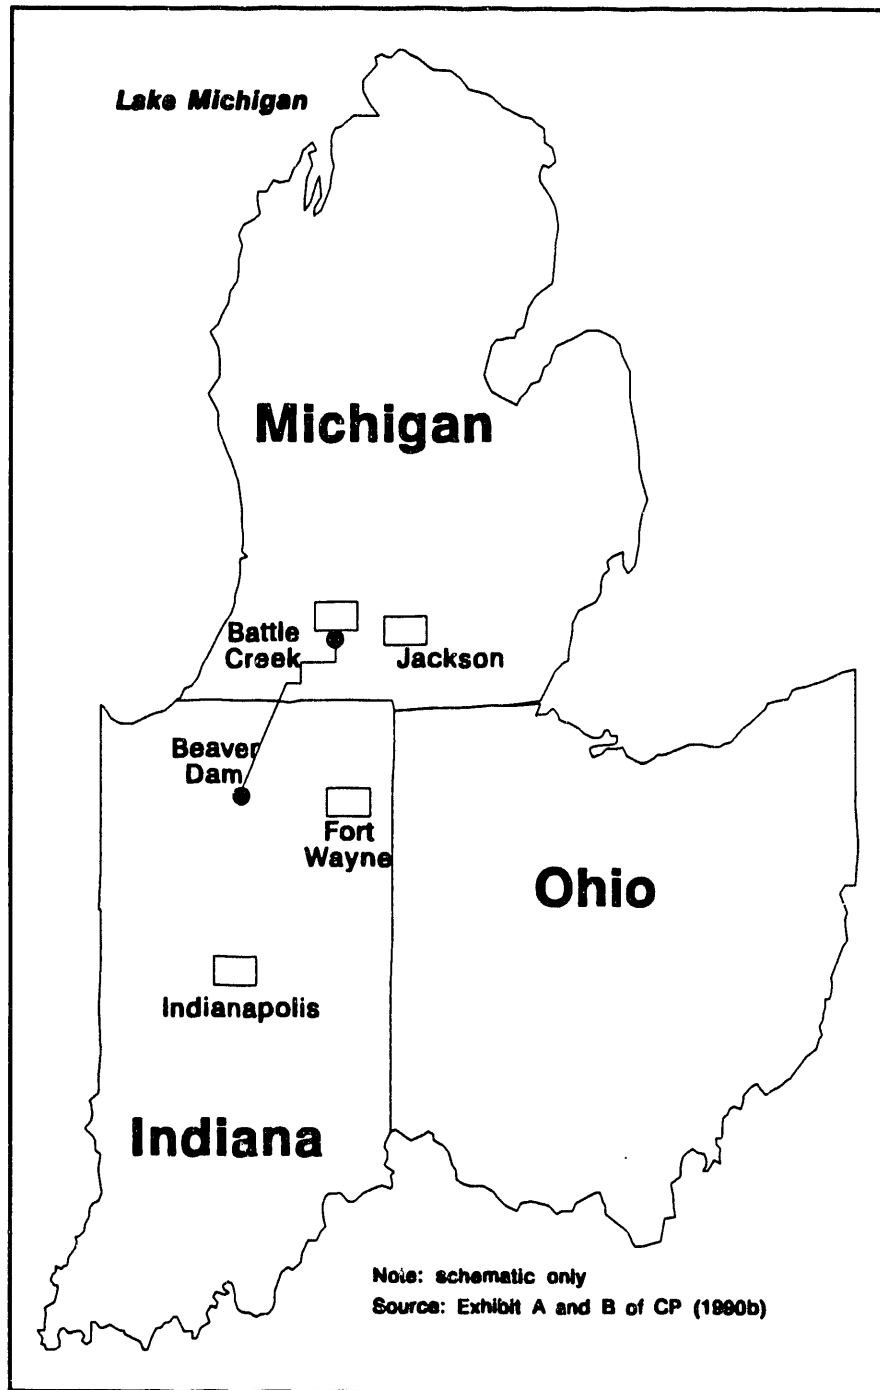 Lake Michigan
Michigan
Battle
Creek
Jackson
Beaver
Dam
Fort
Wayne
Ohio
Indianapolis
Indiana
Note: schematic only
Source: Exhibit A and B of CP (1990b)